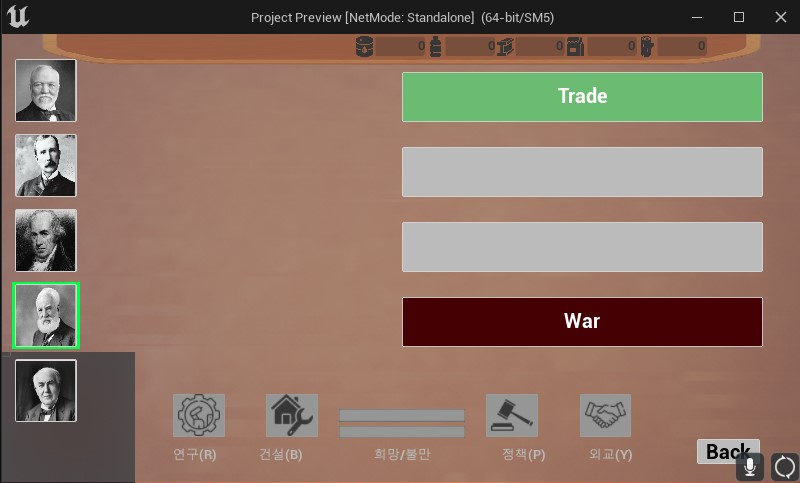 Project Preview [NetMode: Standalone] (64-bit/SM5)
0 0 0 0 0
Trade
War
연구(R) 건설(B) 희망/불만 정책(P) 외교(Y)
Back